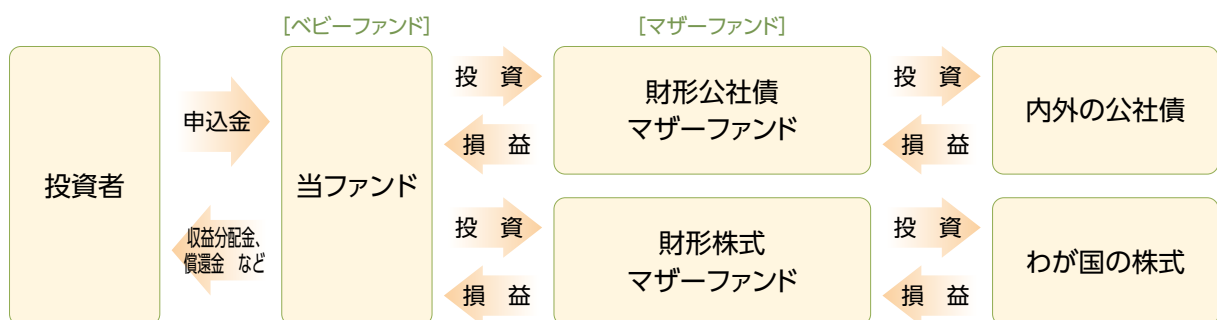 [ベビーファンド]
[マザーファンド]
投資者
申込金
収益分配金、
償還金 など
当ファンド
投 資
損 益
財形公社債
マザーファンド
投 資
損 益
内外の公社債
投 資
損 益
財形株式
マザーファンド
投 資
損 益
わが国の株式